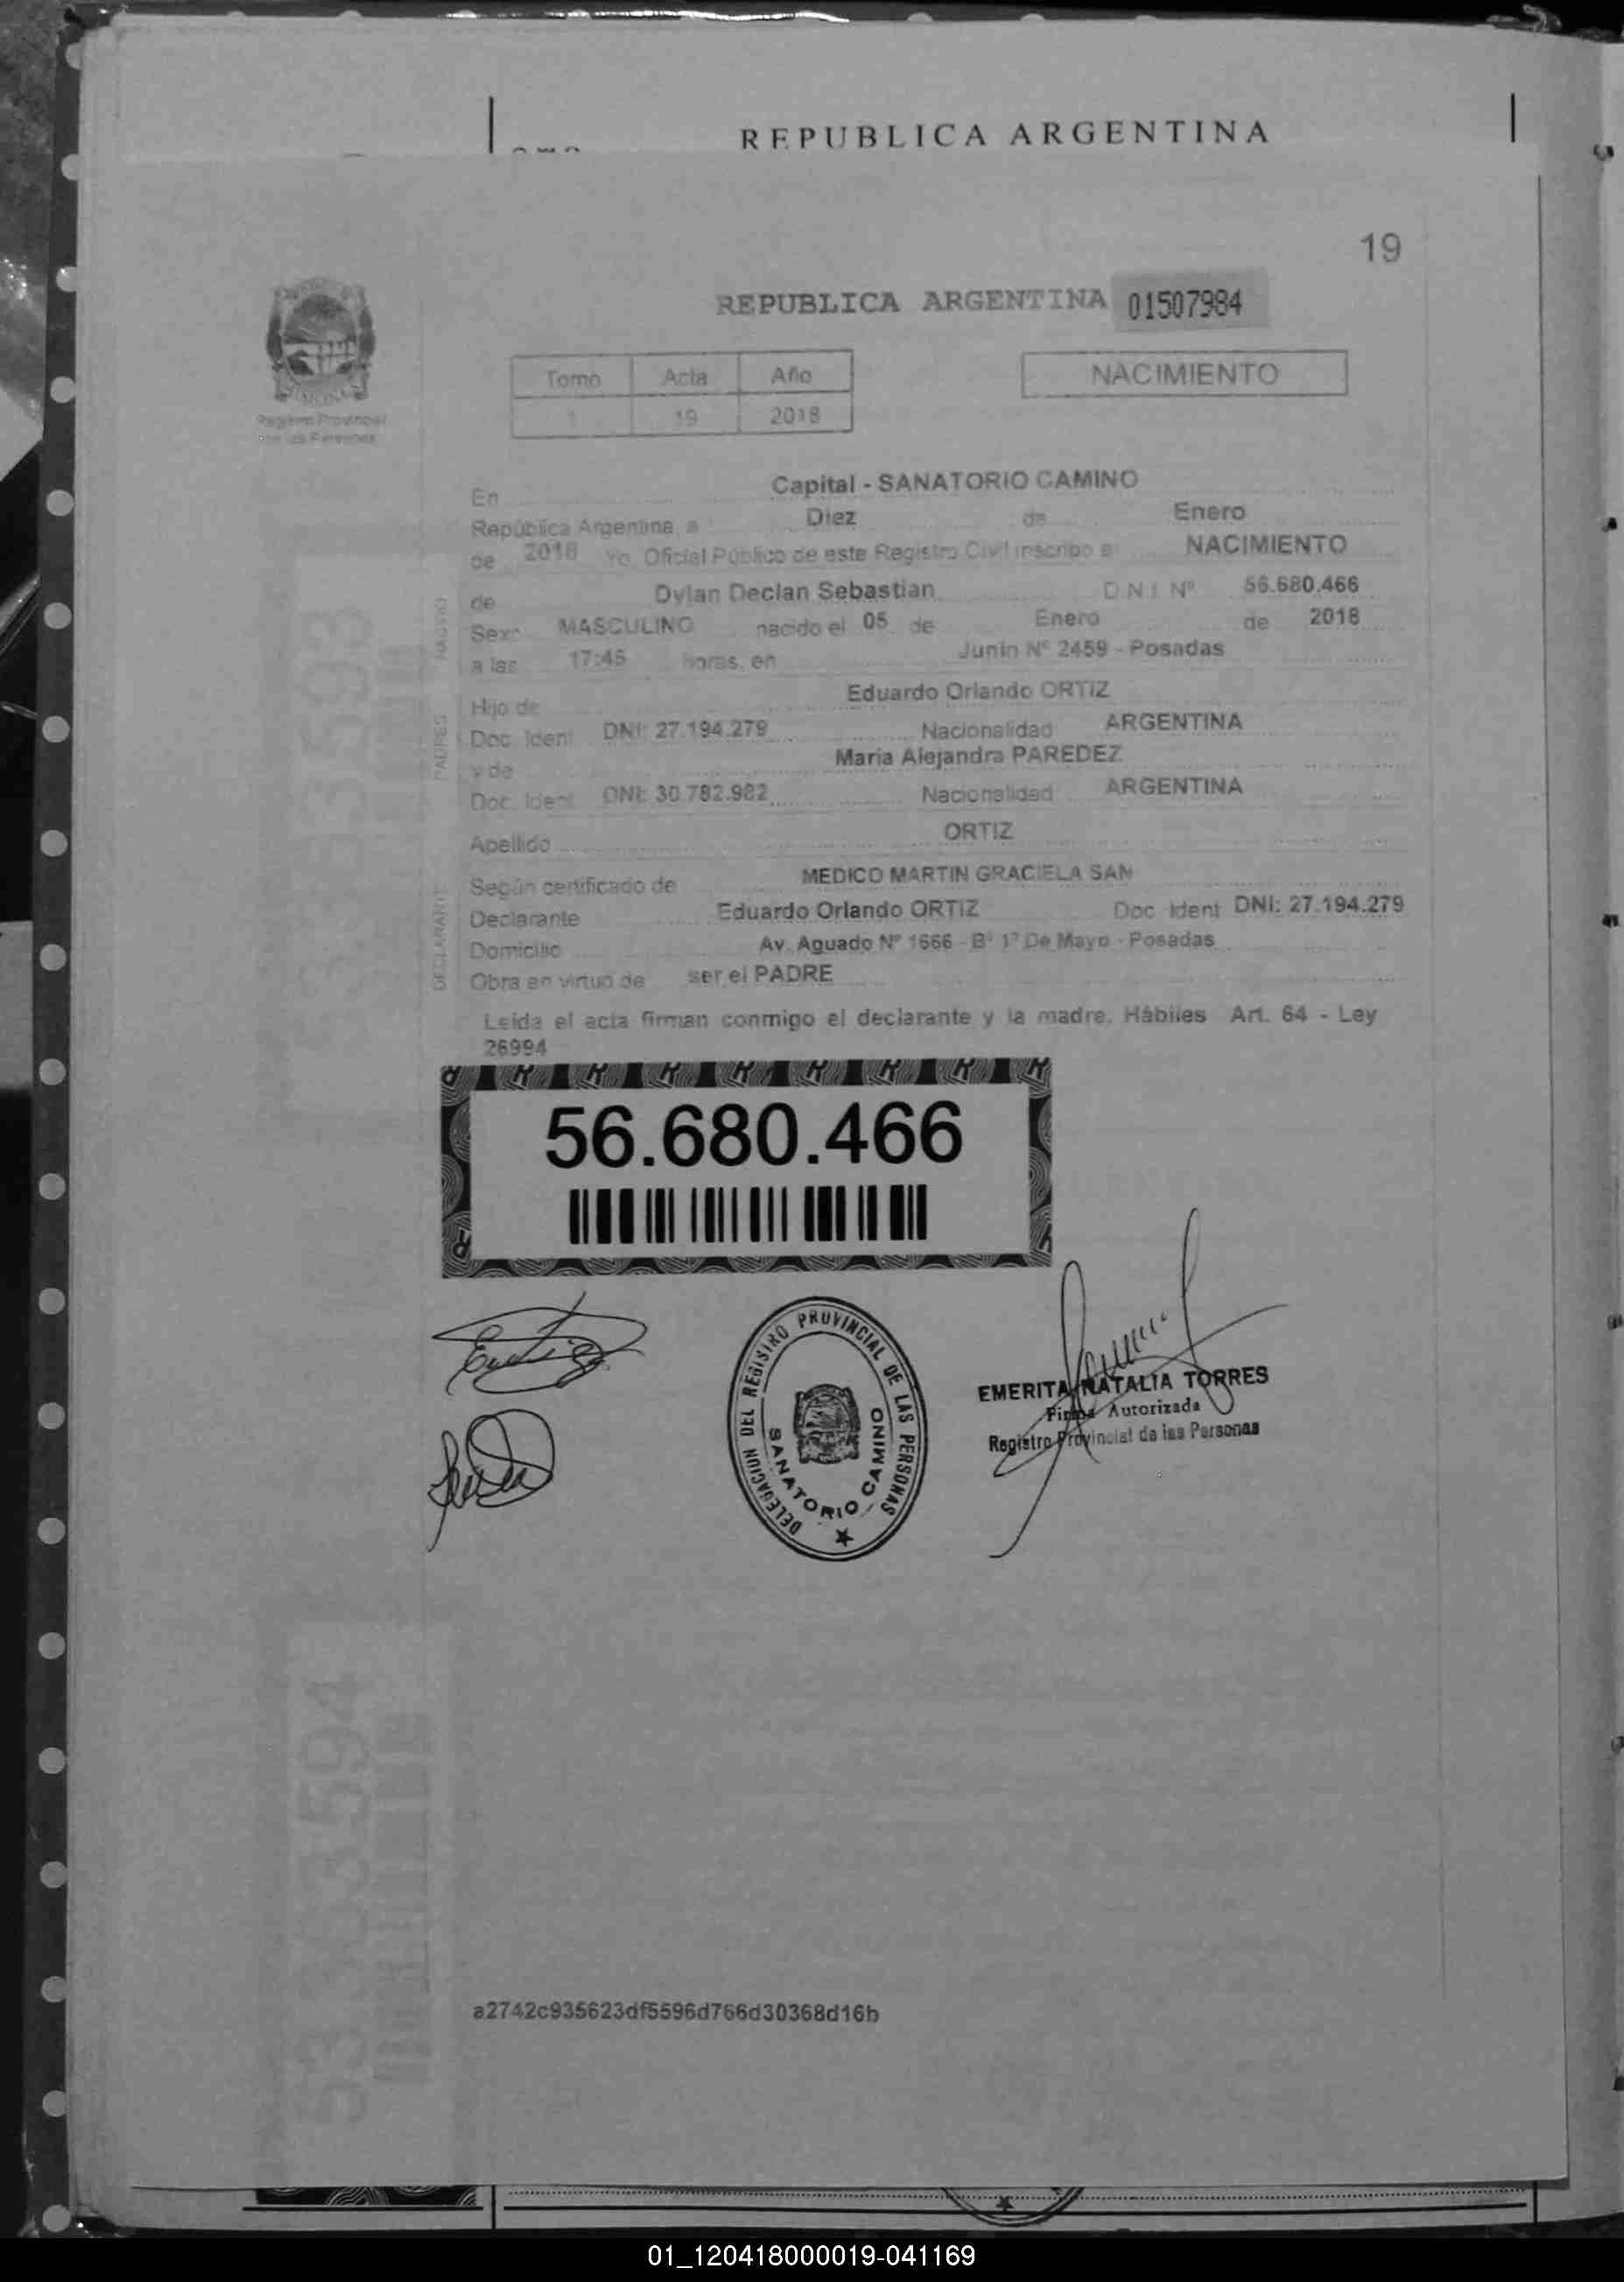 REPUBLICA ARGENTINA
19
REPUBLICA ARGENTINA 01507984
Tomo Acta Año
1 19 2018
NACIMIENTO
Registro Provincial
de las Personas
En Capital - SANATORIO CAMINO
República Argentina, a Diez de Enero
de 2018 Yo, Oficial Público de este Registro Civil inscribo el NACIMIENTO
de Dylan Declan Sebastian D N I Nº 56.680.466
Sexo MASCULINO nacido el 05 de Enero de 2018
a las 17:45 horas, en Junin Nº 2459 - Posadas
Hijo de Eduardo Orlando ORTIZ
Doc. Ident DNI: 27.194.279 Nacionalidad ARGENTINA
y de Maria Alejandra PAREDEZ
Doc. Ident DNI: 30.782.982 Nacionalidad ARGENTINA
Apellido ORTIZ
Según certificado de MEDICO MARTIN GRACIELA SAN
Declarante Eduardo Orlando ORTIZ Doc. Ident DNI: 27.194.279
Domicilio Av. Aguado Nº 1666 - Bº 1º De Mayo - Posadas
Obra en virtud de ser el PADRE
PADRES
DECLARANTE
Leída el acta firman conmigo el declarante y la madre. Hábiles Art. 64 - Ley
26994
56.680.466
DELEGACION DEL REGISTRO PROVINCIAL DE LAS PERSONAS
SANATORIO CAMINO
EMERITA NATALIA TORRES
Firma Autorizada
Registro Provincial de las Personas
a2742c935623df5596d766d30368d16b
01_120418000019-041169